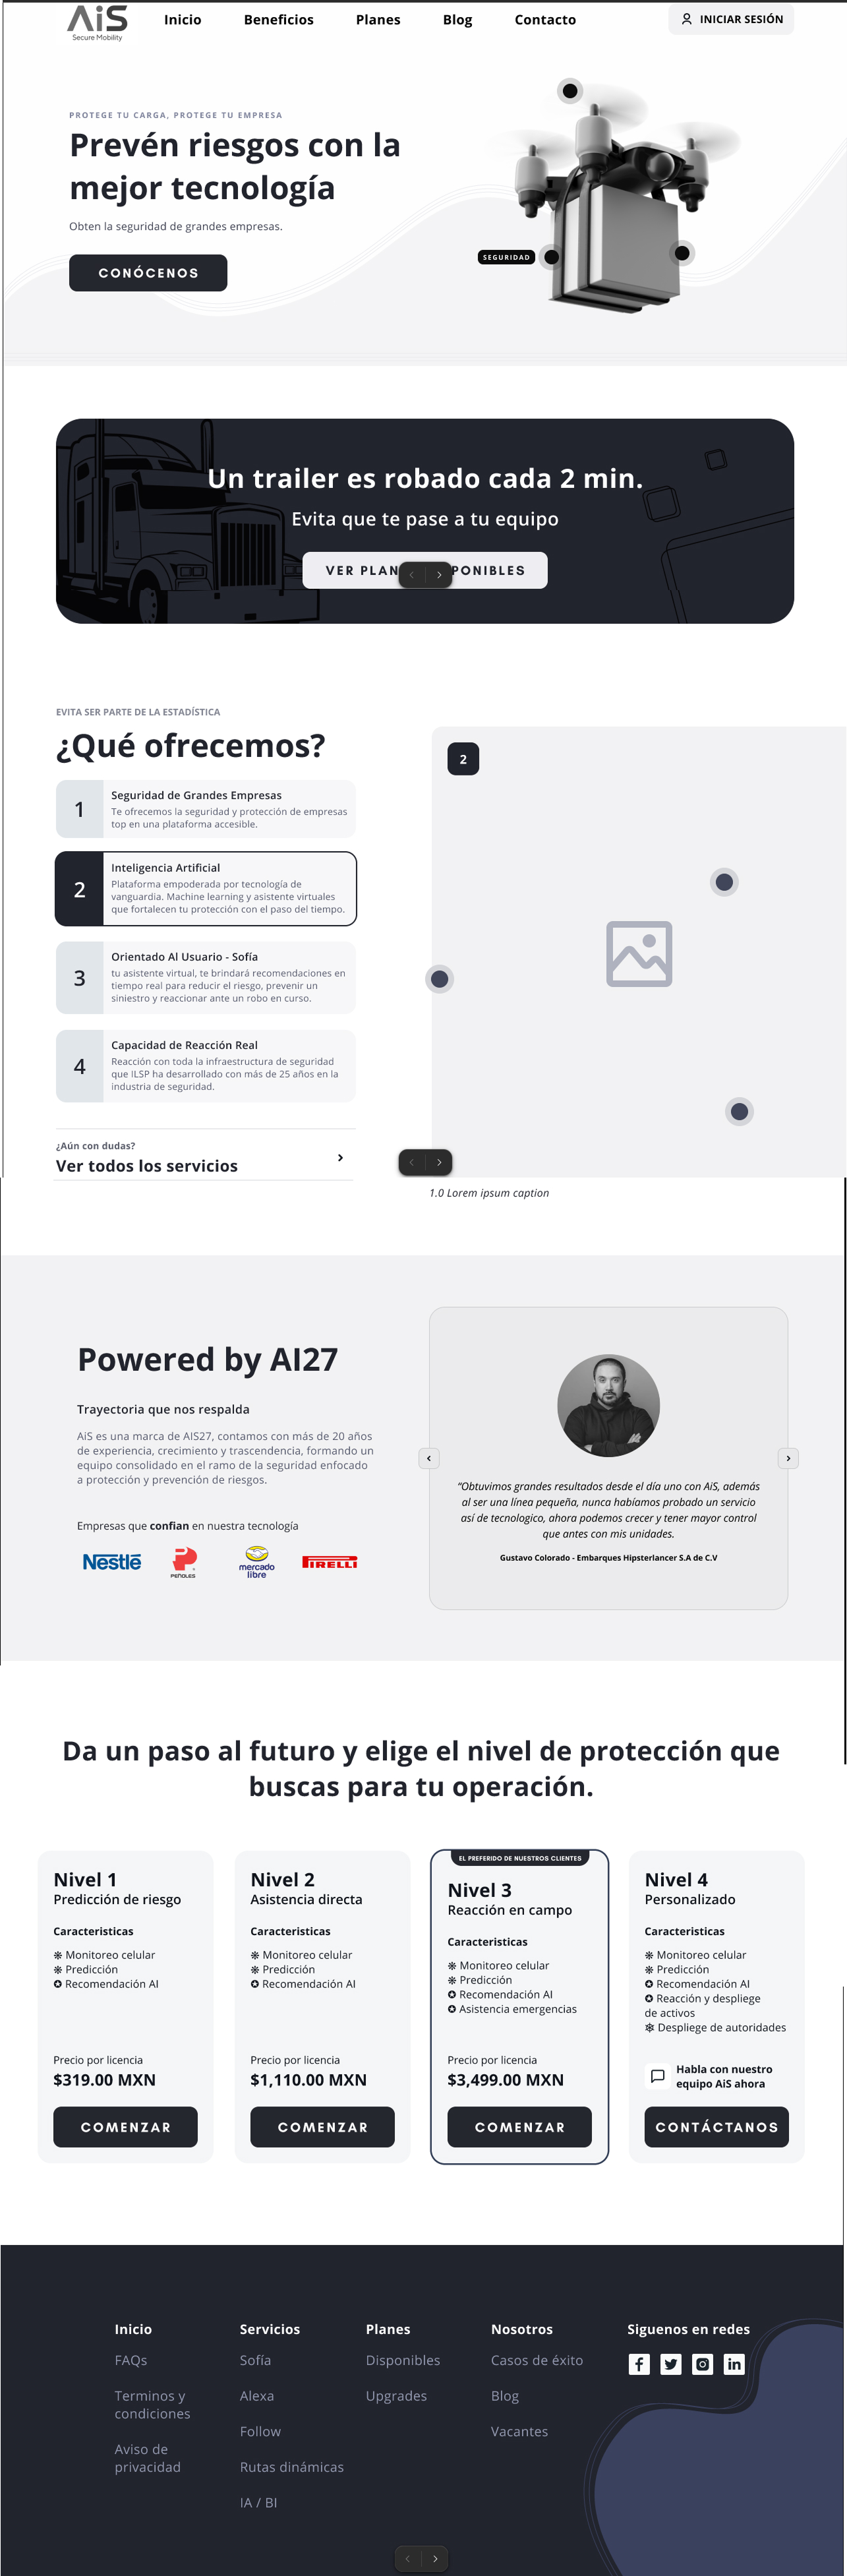 AiS
Secure Mobility
Inicio
Beneficios
Planes
Blog
Contacto
INICIAR SESIÓN
PROTEGE TU CARGA, PROTEGE TU EMPRESA
Prevén riesgos con la
mejor tecnología
Obten la seguridad de grandes empresas.
CONÓCENOS
SEGURIDAD
Un trailer es robado cada 2 min.
Evita que te pase a tu equipo
VER PLAN PONIBLES
EVITA SER PARTE DE LA ESTADÍSTICA
¿Qué ofrecemos?
1
Seguridad de Grandes Empresas
Te ofrecemos la seguridad y protección de empresas
top en una plataforma accesible.
2
Inteligencia Artificial
Plataforma empoderada por tecnología de
vanguardia. Machine learning y asistente virtuales
que fortalecen tu protección con el paso del tiempo.
3
Orientado Al Usuario - Sofía
tu asistente virtual, te brindará recomendaciones en
tiempo real para reducir el riesgo, prevenir un
siniestro y reaccionar ante un robo en curso.
4
Capacidad de Reacción Real
Reacción con toda la infraestructura de seguridad
que ILSP ha desarrollado con más de 25 años en la
industria de seguridad.
¿Aún con dudas?
Ver todos los servicios
2
1.0 Lorem ipsum caption
Powered by AI27
Trayectoria que nos respalda
AiS es una marca de AIS27, contamos con más de 20 años
de experiencia, crecimiento y trascendencia, formando un
equipo consolidado en el ramo de la seguridad enfocado
a protección y prevención de riesgos.
Empresas que confian en nuestra tecnología
Nestlé
PEÑOLES
mercado
libre
PIRELLI
“Obtuvimos grandes resultados desde el día uno con AiS, además
al ser una línea pequeña, nunca habíamos probado un servicio
así de tecnologico, ahora podemos crecer y tener mayor control
que antes con mis unidades.
Gustavo Colorado - Embarques Hipsterlancer S.A de C.V
Da un paso al futuro y elige el nivel de protección que
buscas para tu operación.
Nivel 1
Predicción de riesgo
Caracteristicas
❋ Monitoreo celular
❋ Predicción
✪ Recomendación AI
Precio por licencia
$319.00 MXN
COMENZAR
Nivel 2
Asistencia directa
Caracteristicas
❋ Monitoreo celular
❋ Predicción
✪ Recomendación AI
Precio por licencia
$1,110.00 MXN
COMENZAR
EL PREFERIDO DE NUESTROS CLIENTES
Nivel 3
Reacción en campo
Caracteristicas
❋ Monitoreo celular
❋ Predicción
✪ Recomendación AI
✪ Asistencia emergencias
Precio por licencia
$3,499.00 MXN
COMENZAR
Nivel 4
Personalizado
Caracteristicas
❋ Monitoreo celular
❋ Predicción
✪ Recomendación AI
✪ Reacción y despliege
de activos
❆ Despliege de autoridades
Habla con nuestro
equipo AiS ahora
CONTÁCTANOS
Inicio
FAQs
Terminos y
condiciones
Aviso de
privacidad
Servicios
Sofía
Alexa
Follow
Rutas dinámicas
IA / BI
Planes
Disponibles
Upgrades
Nosotros
Casos de éxito
Blog
Vacantes
Siguenos en redes